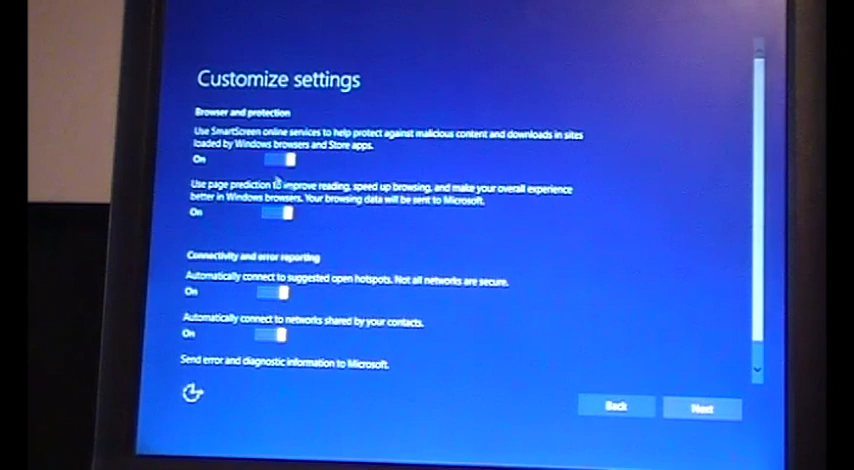 Customize settings
Browser and protection
Use SmartScreen online services to help protect against malicious content and downloads in sites
loaded by Windows browsers and Store apps.
On
Use page prediction to improve reading, speed up browsing, and make your overall experience
better in Windows browsers. Your browsing data will be sent to Microsoft.
On
Connectivity and error reporting
Automatically connect to suggested open hotspots. Not all networks are secure.
On
Automatically connect to networks shared by your contacts.
On
Send error and diagnostic information to Microsoft.
Back
Next